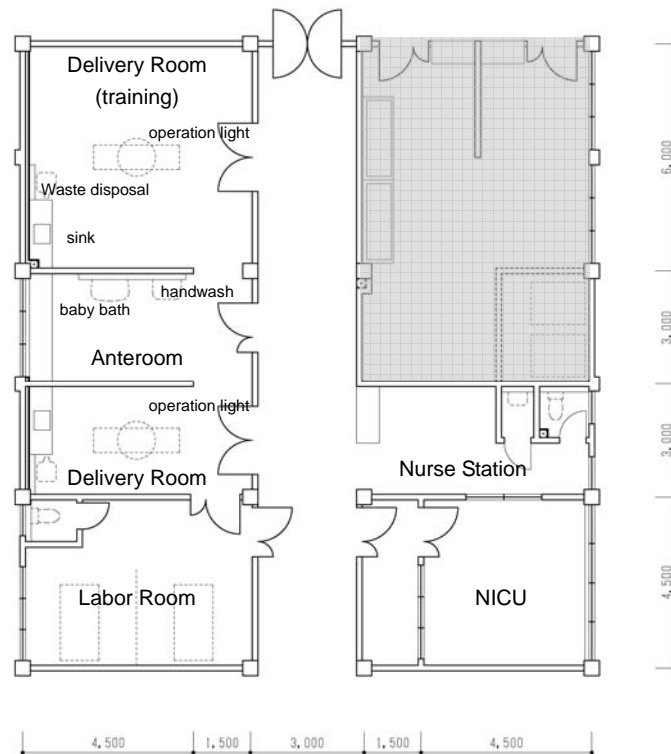 Delivery Room
(training)
operation light
Waste disposal
sink
handwash
baby bath
Anteroom
operation light
Delivery Room
Nurse Station
Labor Room
NICU
6,000
3,000
3,000
4,500
4,500
1,500
3,000
1,500
4,500